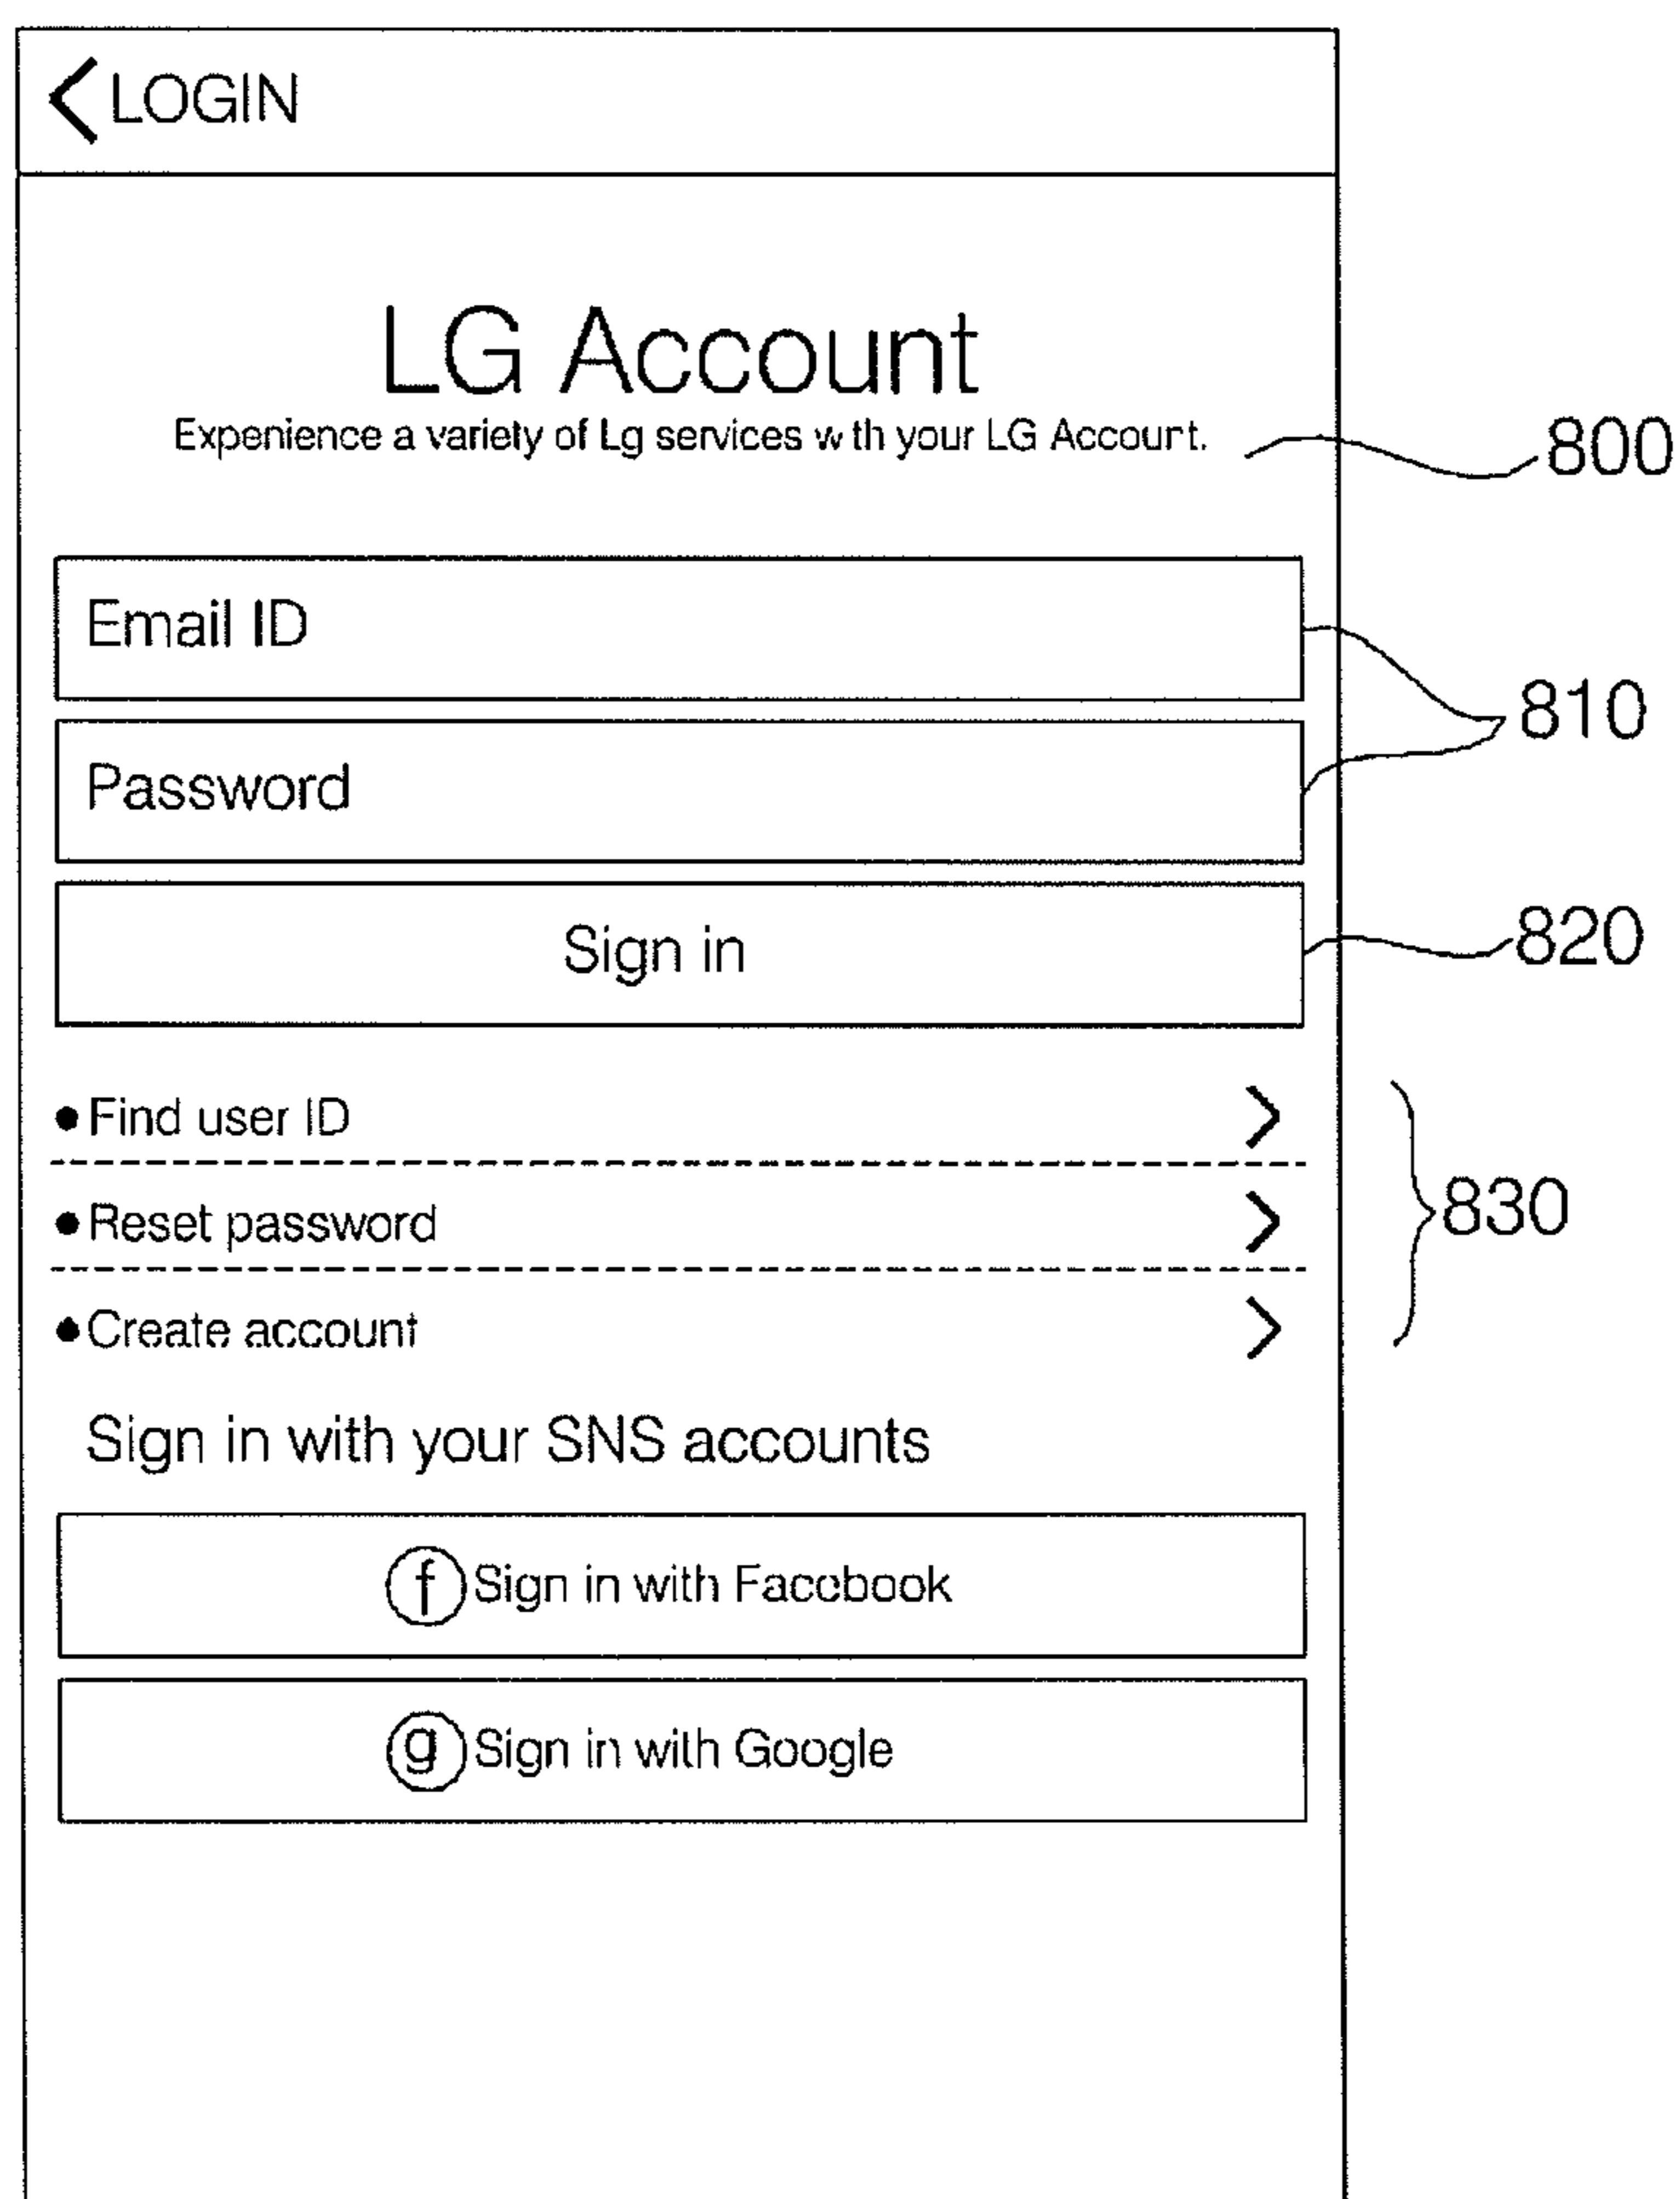 LOGIN
LG Account
Expenience a variety of Lg services w th your LG Account.
800
Email ID
810
Password
Sign in
820
Find user ID
Reset password
830
Create account
Sign in with your SNS accounts
f Sign in with Facebook
g Sign in with Google